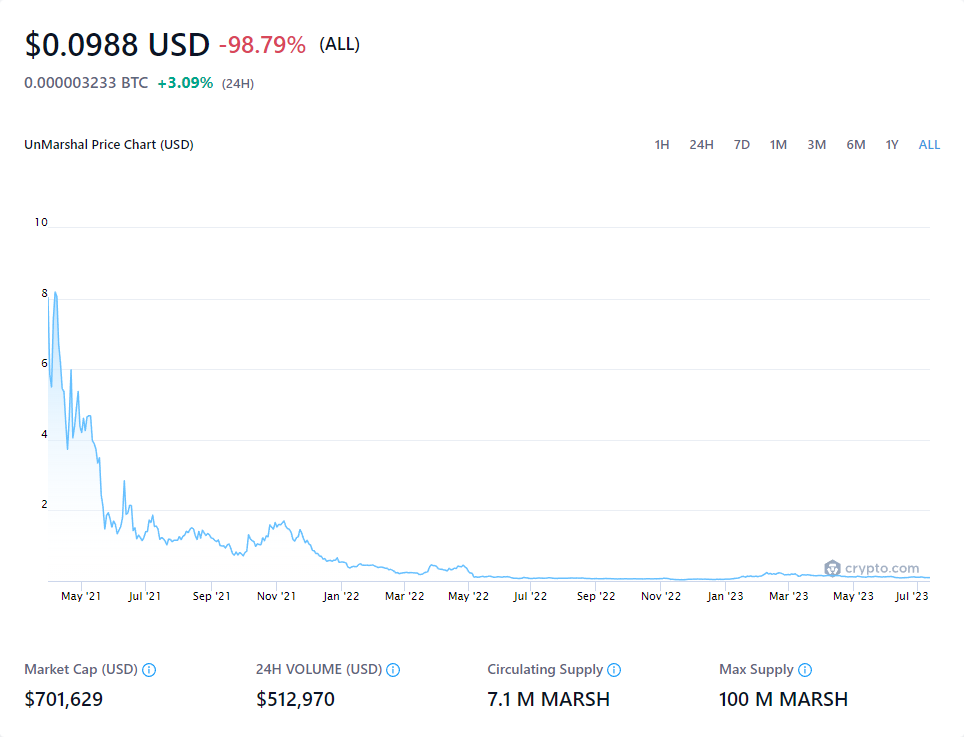 $0.0988 USD -98.79% (ALL)
0.000003233 BTC +3.09% (24H)
UnMarshal Price Chart (USD) 1H 24H 7D 1M 3M 6M 1Y ALL
10
8
6
4
2
crypto.com
May '21 Jul '21 Sep '21 Nov '21 Jan '22 Mar '22 May '22 Jul '22 Sep '22 Nov '22 Jan '23 Mar '23 May '23 Jul '23
Market Cap (USD) 24H VOLUME (USD) Circulating Supply Max Supply
$701,629 $512,970 7.1 M MARSH 100 M MARSH